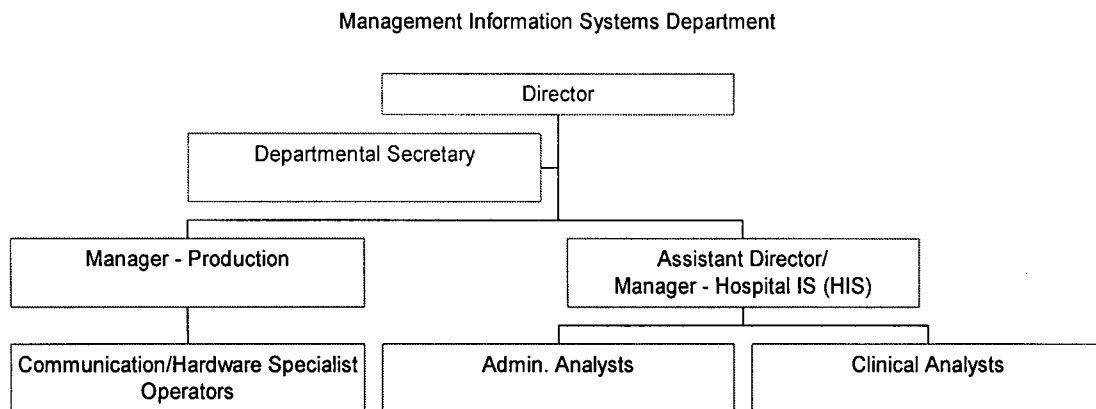 Management Information Systems Department
Director
Departmental Secretary
Manager - Production
Assistant Director/
Manager - Hospital IS (HIS)
Communication/Hardware Specialist
Operators
Admin. Analysts
Clinical Analysts